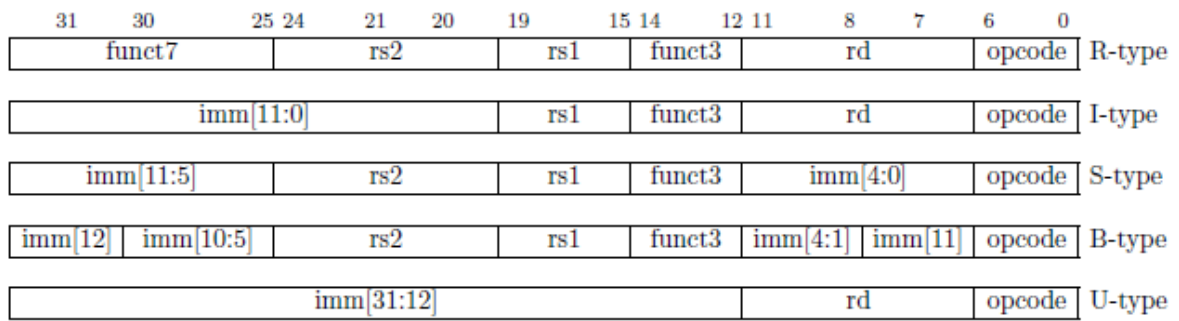 31 30 25 24 21 20 19 15 14 12 11 8 7 6 0
funct7 rs2 rs1 funct3 rd opcode R-type
imm[11:0] rs1 funct3 rd opcode I-type
imm[11:5] rs2 rs1 funct3 imm[4:0] opcode S-type
imm[12] imm[10:5] rs2 rs1 funct3 imm[4:1] imm[11] opcode B-type
imm[31:12] rd opcode U-type